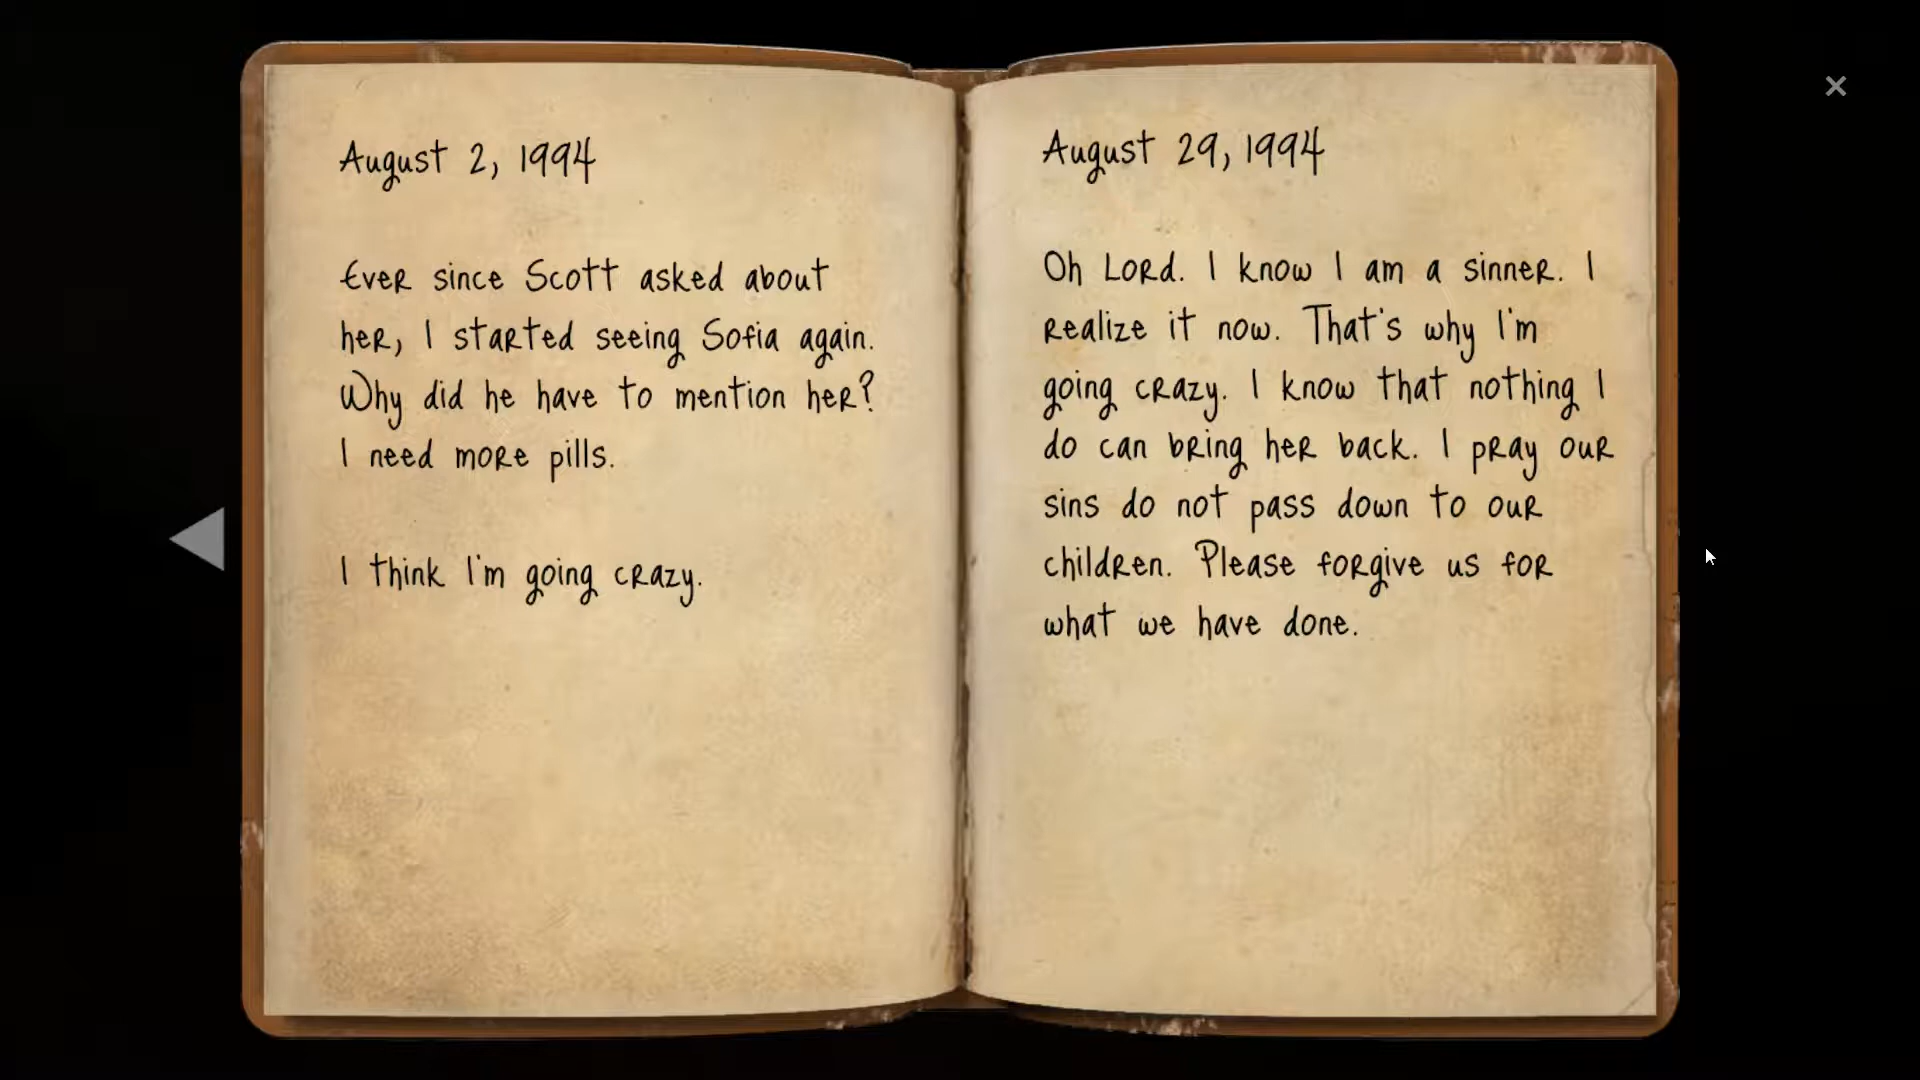 August 2, 1994
Ever since Scott asked about
her, I started seeing Sofia again.
Why did he have to mention her?
I need more pills.
I think I'm going crazy.
August 29, 1994
Oh Lord. I know I am a sinner. I
realize it now. That's why I'm
going crazy. I know that nothing I
do can bring her back. I pray our
sins do not pass down to our
children. Please forgive us for
what we have done.